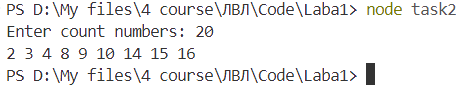 PS D:\My files\4 course\ЛВЛ\Code\Laba1> node task2
Enter count numbers: 20
2 3 4 8 9 10 14 15 16
PS D:\My files\4 course\ЛВЛ\Code\Laba1>